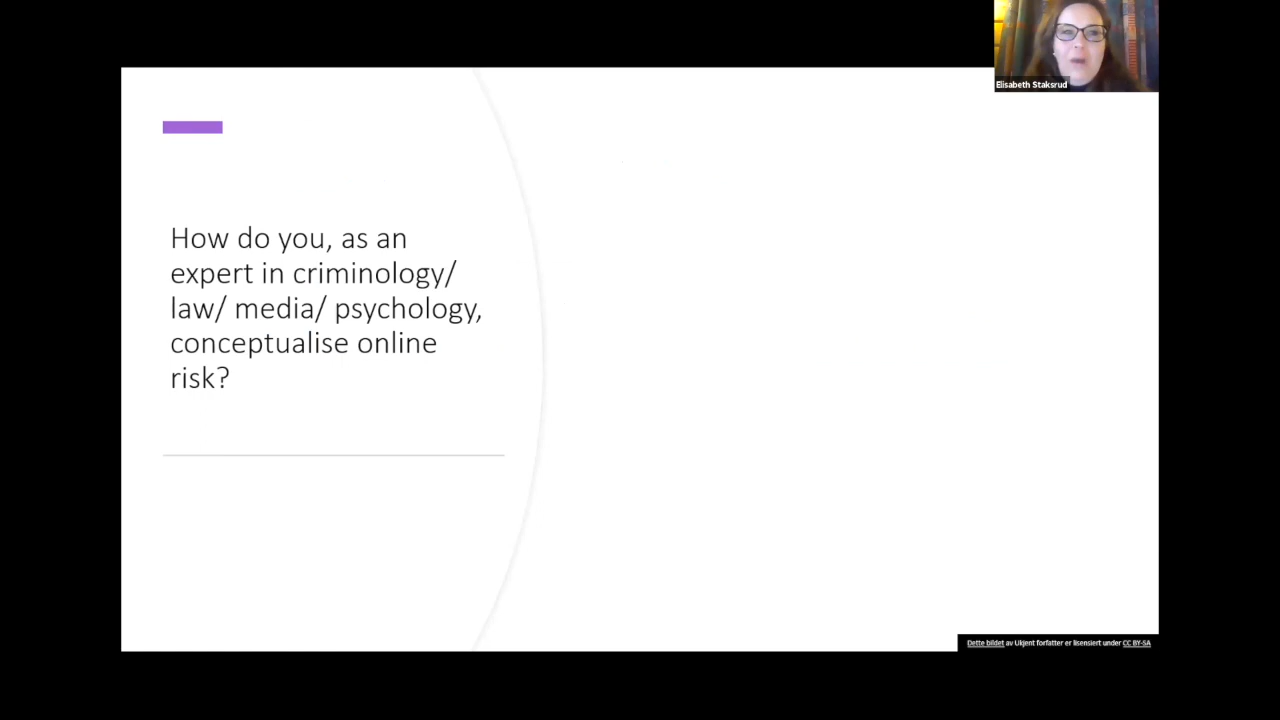 Elisabeth Staksrud
How do you, as an
expert in criminology/
law/ media/ psychology,
conceptualise online
risk?
Dette bildet av Ukjent forfatter er lisensiert under CC BY-SA